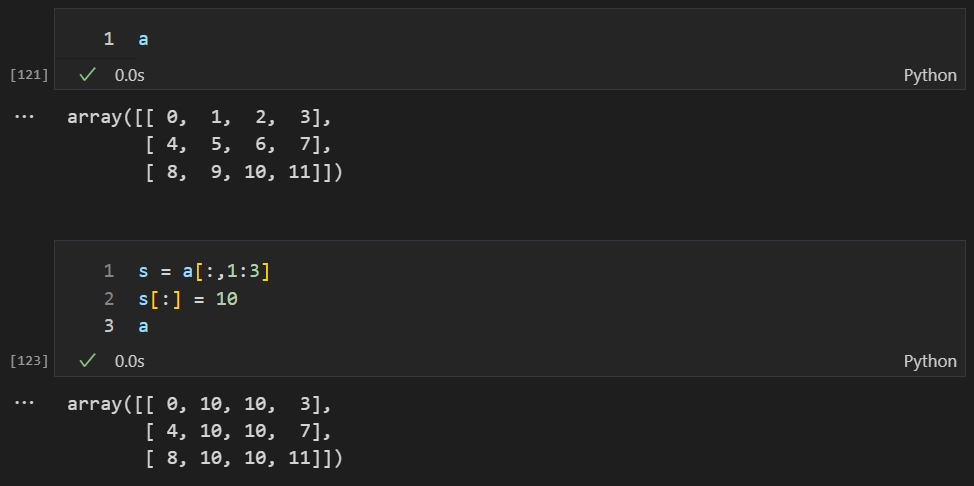 1 a
[121] ✓ 0.0s Python
... array([[ 0,  1,  2,  3],
       [ 4,  5,  6,  7],
       [ 8,  9, 10, 11]])
1 s = a[:,1:3]
2 s[:] = 10
3 a
[123] ✓ 0.0s Python
... array([[ 0, 10, 10,  3],
       [ 4, 10, 10,  7],
       [ 8, 10, 10, 11]])